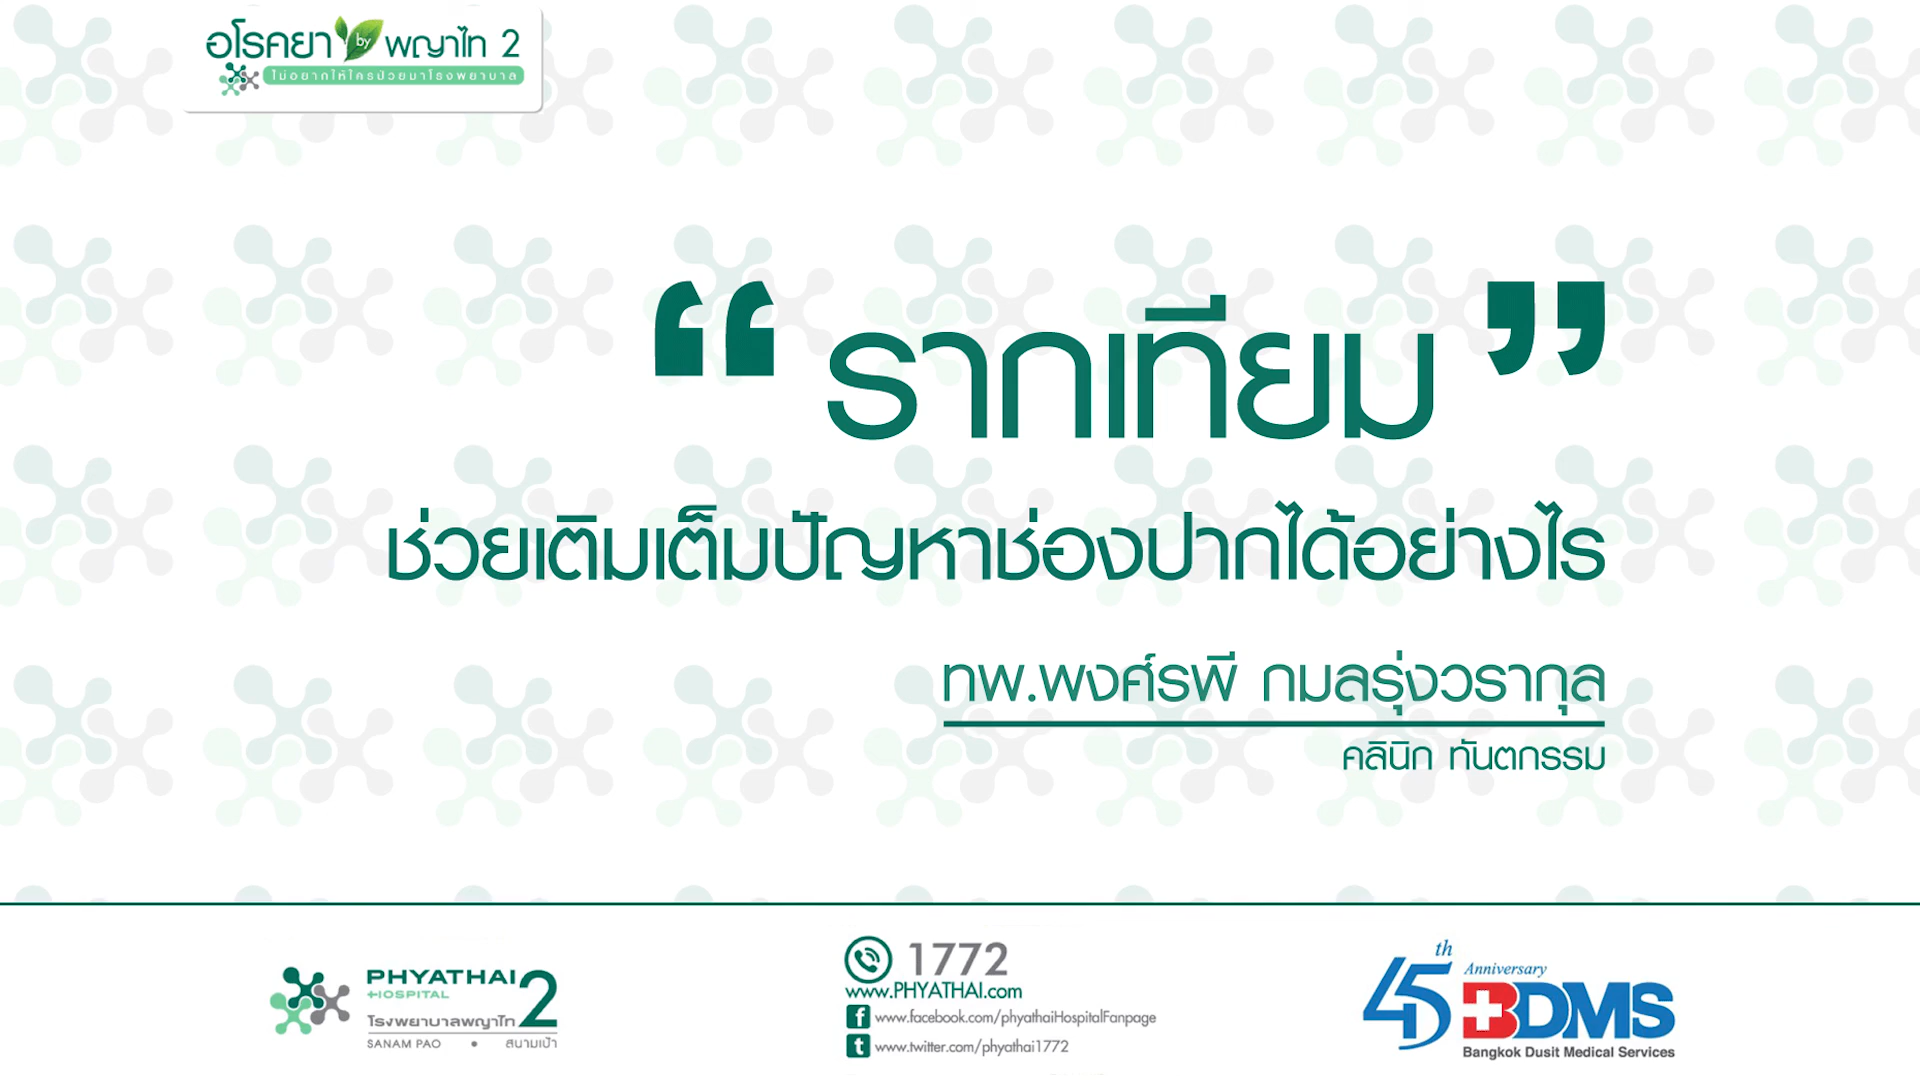 อโรคยา by พญาไท 2
ไม่อยากให้ใครป่วยมาโรงพยาบาล
“ รากเทียม ”
ช่วยเติมเต็มปัญหาช่องปากได้อย่างไร
ทพ.พงศ์รพี กมลรุ่งวรากุล
คลินิก ทันตกรรม
PHYATHAI 2
HOSPITAL
โรงพยาบาลพญาไท
SANAM PAO • สนามเป้า
1772
www.PHYATHAI.com
f www.facebook.com/phyathaiHospitalFanpage
t www.twitter.com/phyathai1772
45th Anniversary
BDMS
Bangkok Dusit Medical Services